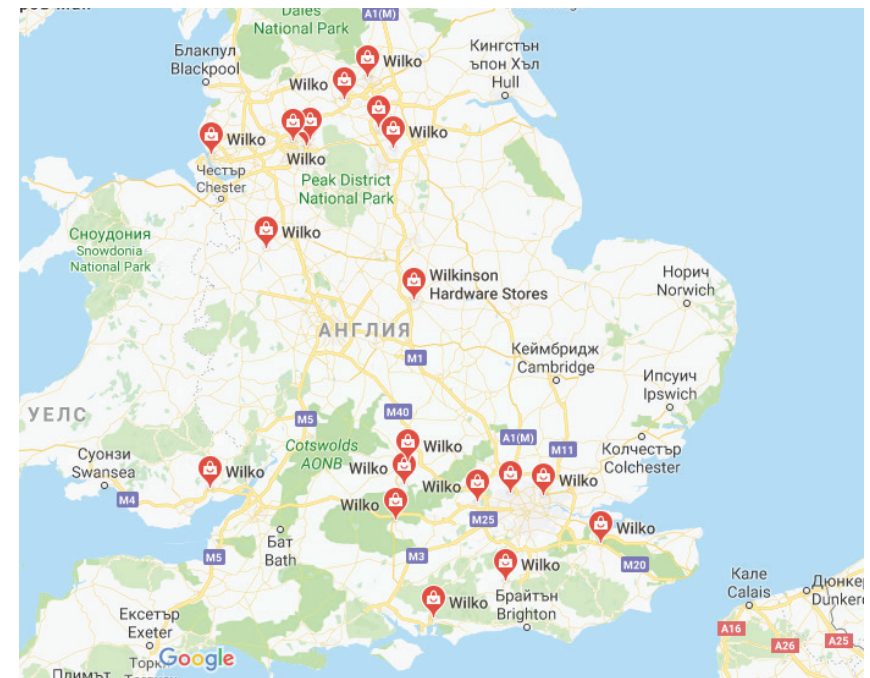 Dales
National Park
A1(M)
Блакпул
Blackpool
Кингстън
ъпон Хъл
Hull
Wilko
Wilko
Wilko
Wilko
Wilko
Честър
Chester
Peak District
National Park
Сноудония
Snowdonia
National Park
Wilko
Wilkinson
Hardware Stores
Норич
Norwich
АНГЛИЯ
M1
Кеймбридж
Cambridge
Ипсуич
Ipswich
УЕЛС
M5
M40
Cotswolds
AONB
A1(M)
M11
Колчестър
Colchester
Суонзи
Swansea
M4
Wilko
Wilko
Wilko
Wilko
Wilko
Wilko
M25
Wilko
Бат
Bath
M5
M3
Wilko
M20
Кале
Calais
Дюнке
Dunker
Wilko
Брайтън
Brighton
Ексетър
Exeter
A16
A26
A25
Google